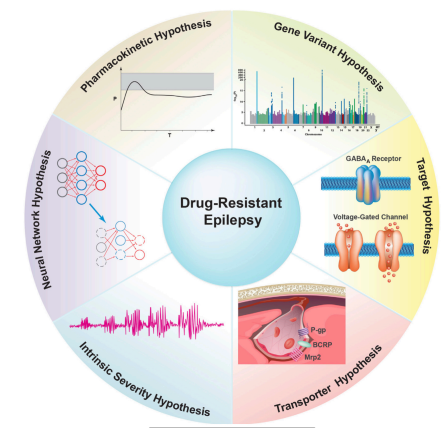 Pharmacokinetic Hypothesis
P
T
Gene Variant Hypothesis
Chromosome
Target Hypothesis
GABAA Receptor
Voltage-Gated Channel
Neural Network Hypothesis
Drug-Resistant
Epilepsy
Intrinsic Severity Hypothesis
Transporter Hypothesis
P-gp
BCRP
Mrp2